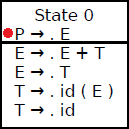 State 0
P → . E
E → . E + T
E → . T
T → . id ( E )
T → . id